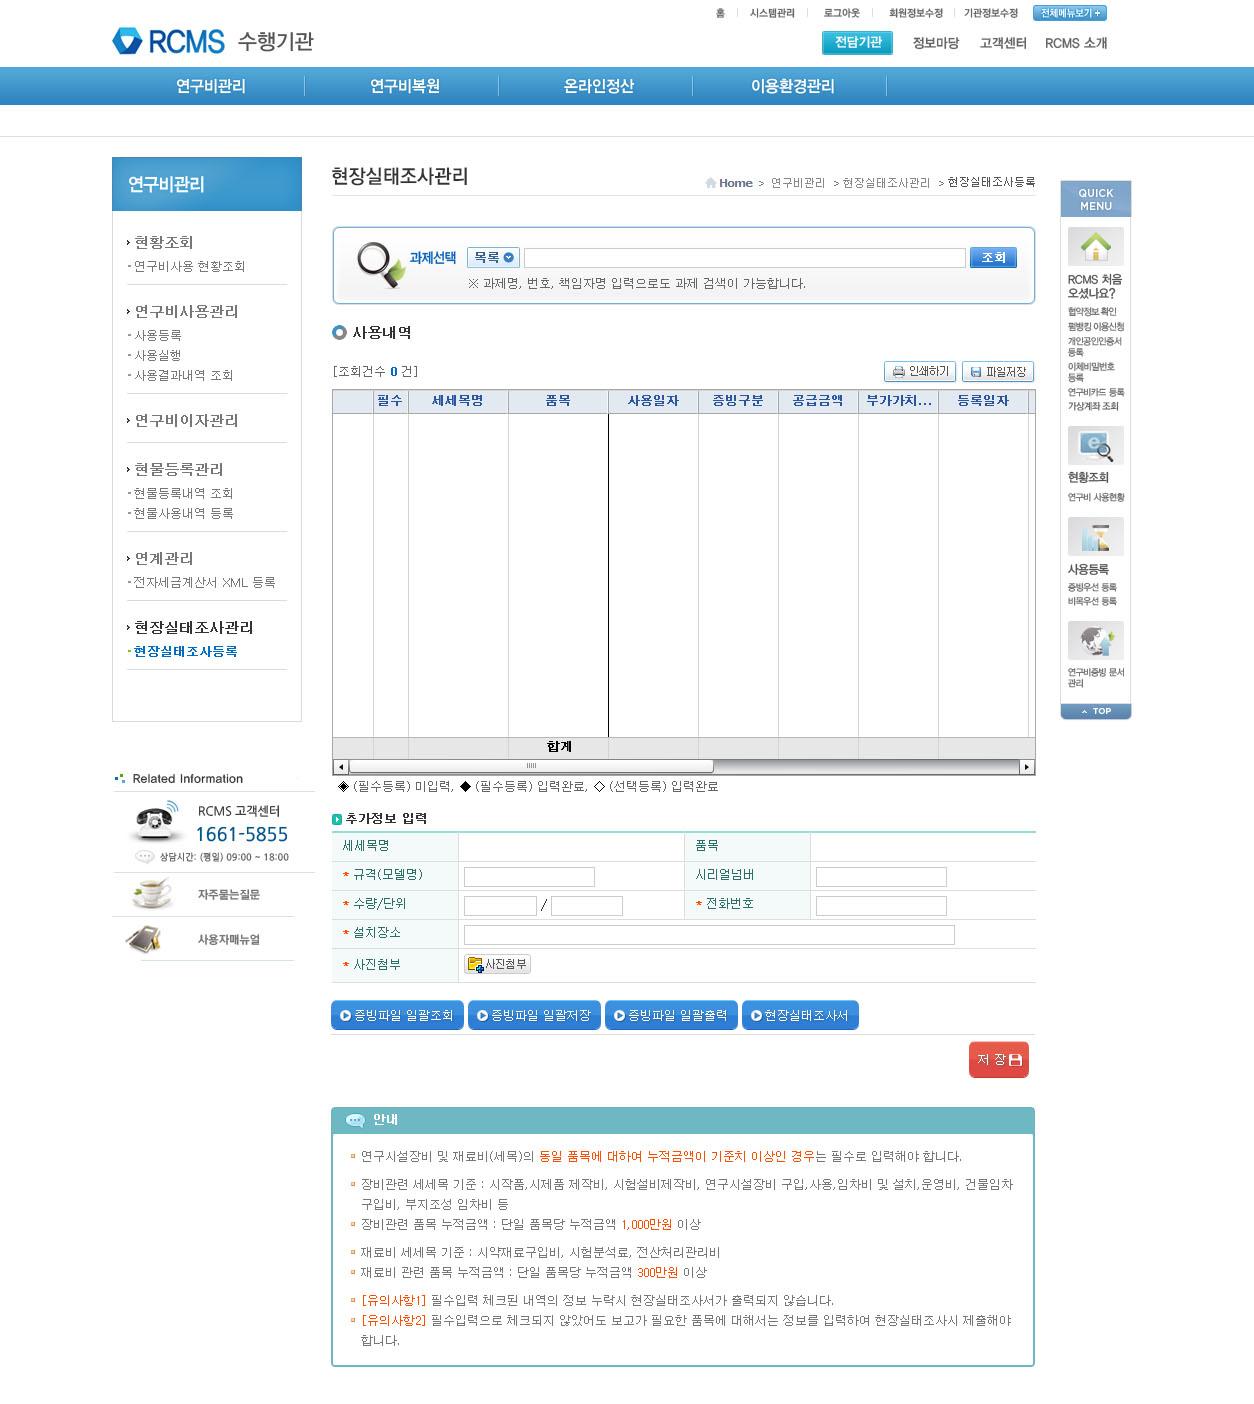 홈 시스템관리 로그아웃 회원정보수정 기관정보수정 전체메뉴보기 +
RCMS 수행기관
전담기관 정보마당 고객센터 RCMS 소개
연구비관리 연구비복원 온라인정산 이용환경관리
연구비관리
현황조회
-연구비사용 현황조회
연구비사용관리
-사용등록
-사용실행
-사용결과내역 조회
연구비이자관리
현물등록관리
-현물등록내역 조회
-현물사용내역 등록
연계관리
-전자세금계산서 XML 등록
현장실태조사관리
-현장실태조사등록
Related Information
RCMS 고객센터
1661-5855
상담시간: (평일) 09:00 ~ 18:00
자주묻는질문
사용자매뉴얼
현장실태조사관리
Home > 연구비관리 > 현장실태조사관리 > 현장실태조사등록
과제선택 목록 조회
※ 과제명, 번호, 책임자명 입력으로도 과제 검색이 가능합니다.
사용내역
[조회건수 0 건] 인쇄하기 파일저장
필수 세세목명 품목 사용일자 증빙구분 공급금액 부가가치... 등록일자
합계
◈ (필수등록) 미입력, ◆ (필수등록) 입력완료, ◇ (선택등록) 입력완료
추가정보 입력
세세목명 품목
* 규격(모델명) 시리얼넘버
* 수량/단위 / * 전화번호
* 설치장소
* 사진첨부 사진첨부
증빙파일 일괄조회 증빙파일 일괄저장 증빙파일 일괄출력 현장실태조사서
저 장
안내
연구시설장비 및 재료비(세목)의 동일 품목에 대하여 누적금액이 기준치 이상인 경우는 필수로 입력해야 합니다.
장비관련 세세목 기준 : 시작품,시제품 제작비, 시험설비제작비, 연구시설장비 구입,사용,임차비 및 설치,운영비, 건물임차
구입비, 부지조성 임차비 등
장비관련 품목 누적금액 : 단일 품목당 누적금액 1,000만원 이상
재료비 세세목 기준 : 시약재료구입비, 시험분석료, 전산처리관리비
재료비 관련 품목 누적금액 : 단일 품목당 누적금액 300만원 이상
[유의사항1] 필수입력 체크된 내역의 정보 누락시 현장실태조사서가 출력되지 않습니다.
[유의사항2] 필수입력으로 체크되지 않았어도 보고가 필요한 품목에 대해서는 정보를 입력하여 현장실태조사시 제출해야
합니다.
QUICK
MENU
RCMS 처음
오셨나요?
협약정보 확인
펌뱅킹 이용신청
개인공인인증서
등록
이체비밀번호
등록
연구비카드 등록
가상계좌 조회
현황조회
연구비 사용현황
사용등록
증빙우선 등록
비목우선 등록
연구비증빙 문서
관리
TOP